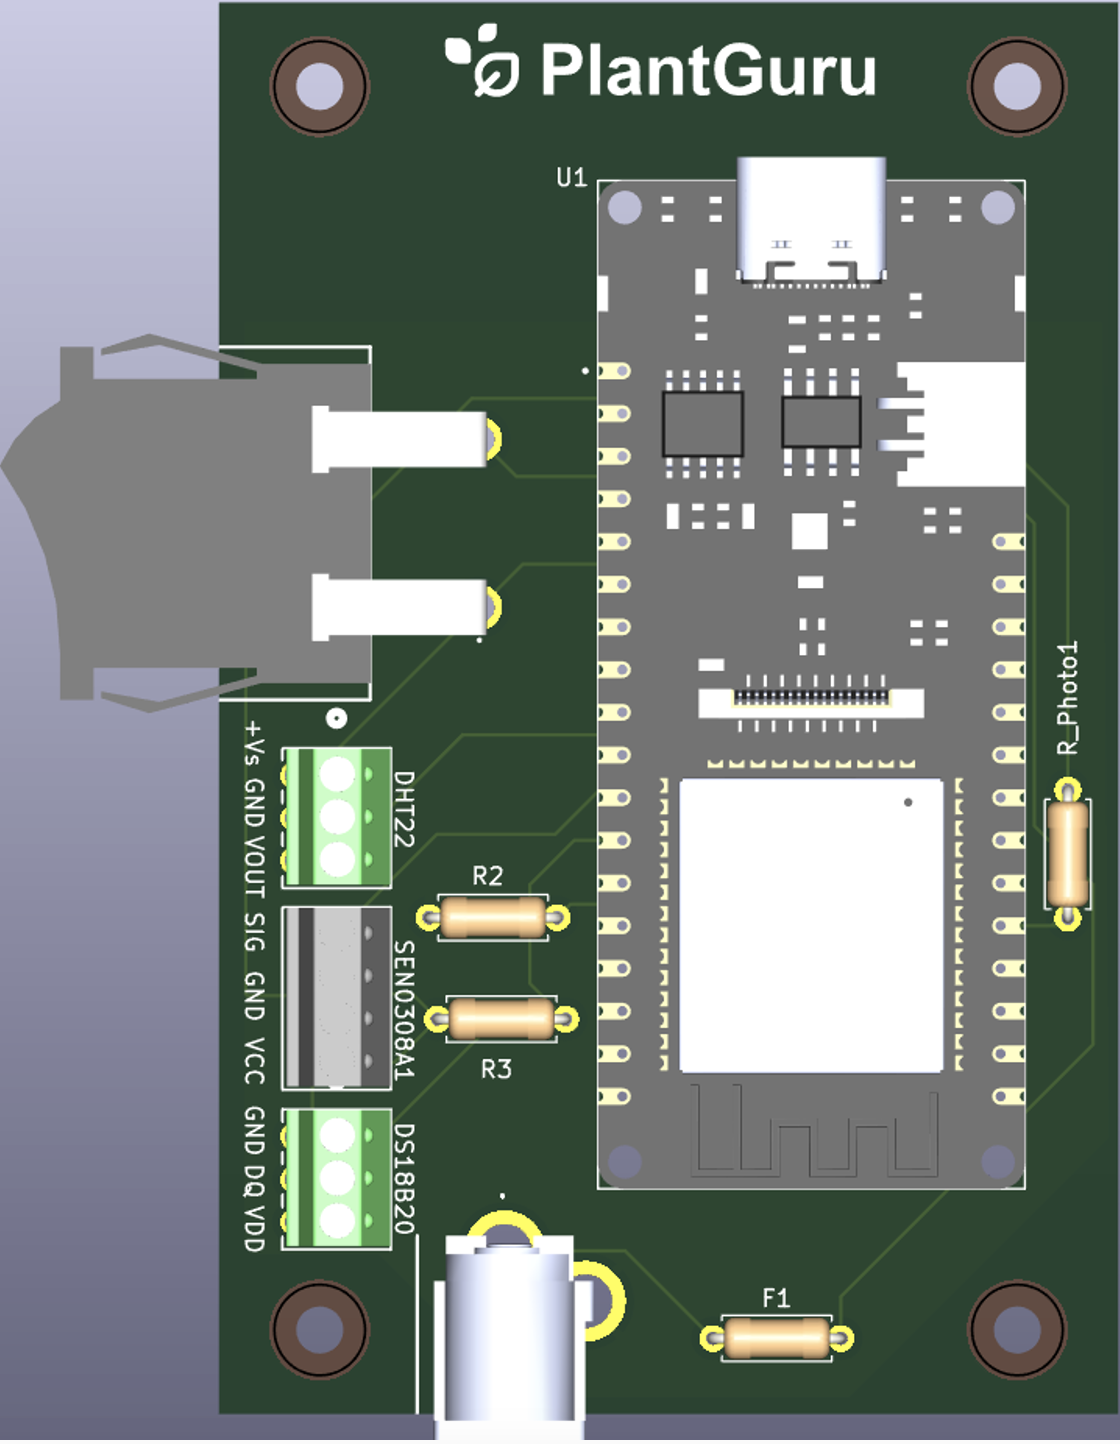 PlantGuru
U1
R_Photo1
+Vs GND VOUT
DHT22
SIG GND VCC
SEN0308A1
GND DQ VDD
DS18B20
R2
R3
F1